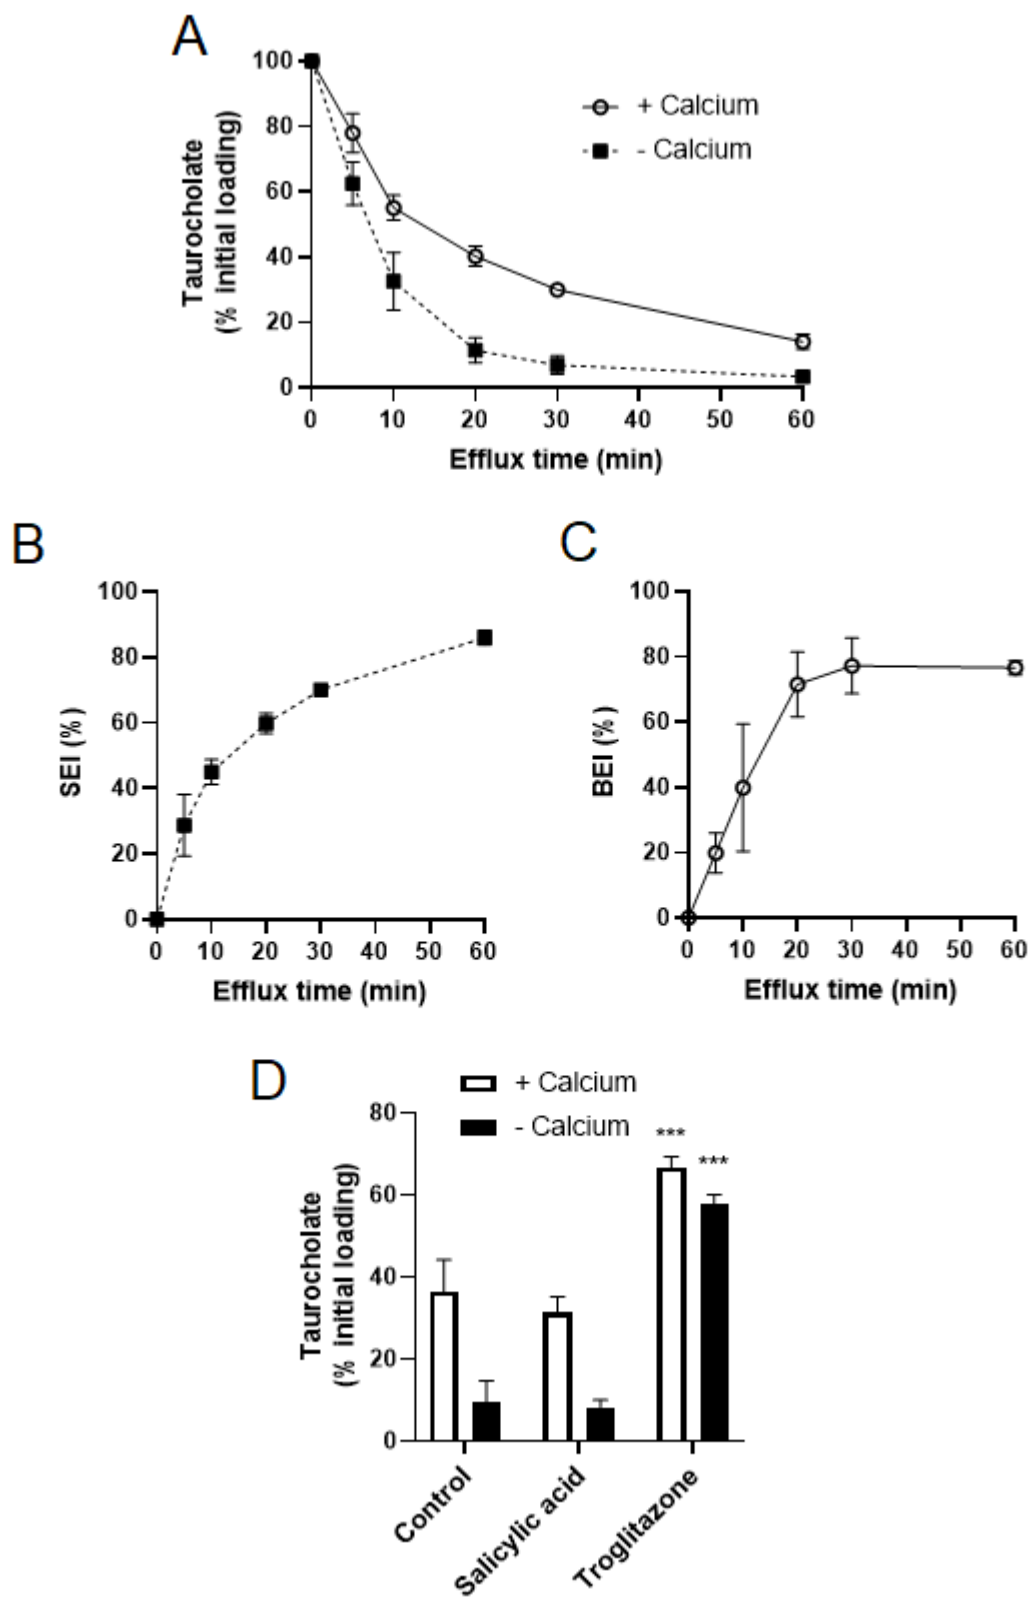 A
100
80
60
40
20
0
Taurocholate
(% initial loading)
+ Calcium
- Calcium
0 10 20 30 40 50 60
Efflux time (min)
B
100
80
60
40
20
0
SEI (%)
0 10 20 30 40 50 60
Efflux time (min)
C
100
80
60
40
20
0
BEI (%)
0 10 20 30 40 50 60
Efflux time (min)
D
+ Calcium
- Calcium
80
60
40
20
0
Taurocholate
(% initial loading)
***
***
Control
Salicylic acid
Troglitazone